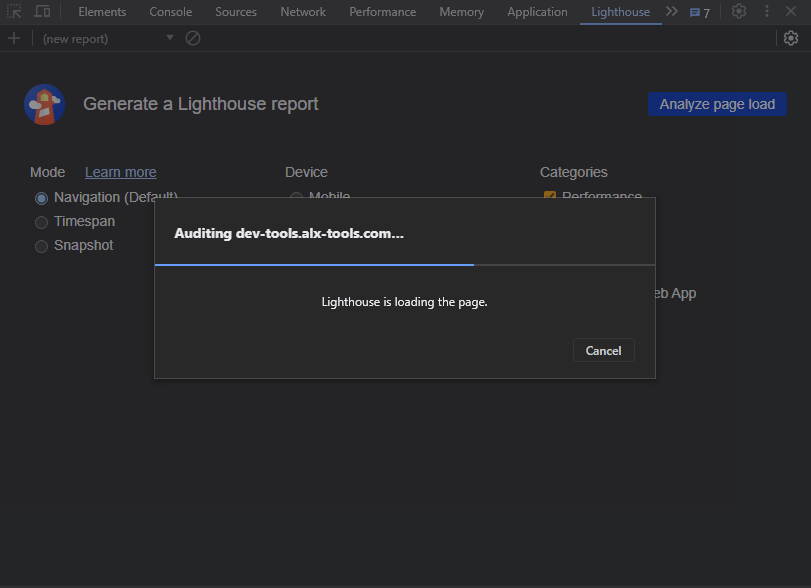 Elements Console Sources Network Performance Memory Application Lighthouse 7
(new report)
Generate a Lighthouse report Analyze page load
Mode Learn more Device Categories
Navigation (Default) Mobile Performance
Timespan
Snapshot
Auditing dev-tools.alx-tools.com...
eb App
Lighthouse is loading the page.
Cancel